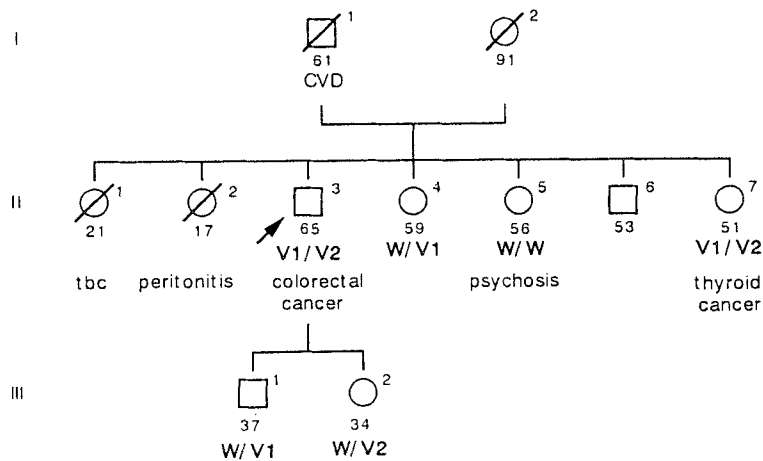 I 1 2
61 91
CVD
II 1 2 3 4 5 6 7
21 17 65 59 56 53 51
V1/V2 W/V1 W/W V1/V2
tbc peritonitis colorectal psychosis thyroid
cancer cancer
III 1 2
37 34
W/V1 W/V2